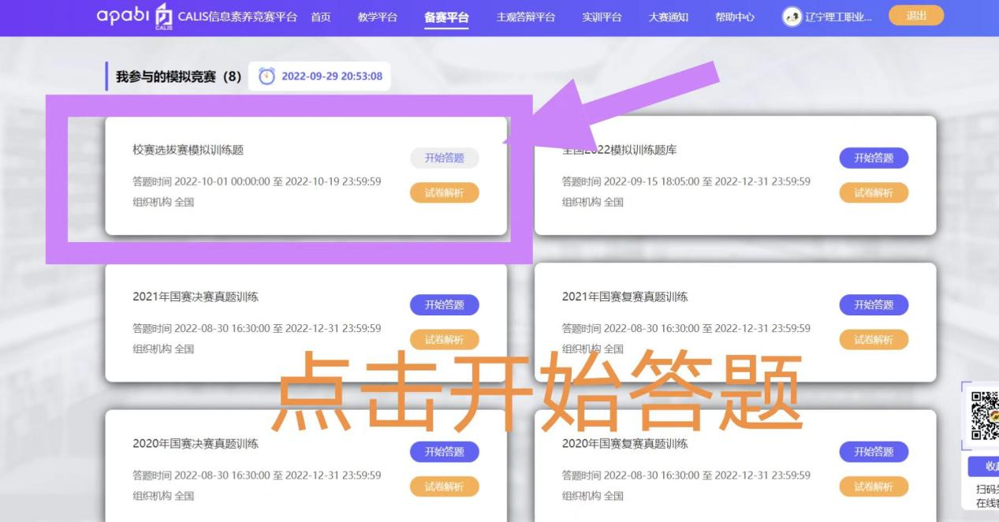 apabi CALIS CALIS信息素养竞赛平台 首页 教学平台 备赛平台 主观答辩平台 实训平台 大赛通知 帮助中心 辽宁理工职业... 退出
我参与的模拟竞赛（8） 2022-09-29 20:53:08
校赛选拔赛模拟训练题
开始答题
答题时间 2022-10-01 00:00:00 至 2022-10-19 23:59:59
试卷解析
组织机构 全国
全国2022模拟训练题库
开始答题
答题时间 2022-09-15 18:05:00 至 2022-12-31 23:59:59
试卷解析
组织机构 全国
2021年国赛决赛真题训练
开始答题
答题时间 2022-08-30 16:30:00 至 2022-12-31 23:59:59
试卷解析
组织机构 全国
2021年国赛复赛真题训练
开始答题
答题时间 2022-08-30 16:30:00 至 2022-12-31 23:59:59
试卷解析
组织机构 全国
点击开始答题
2020年国赛决赛真题训练
开始答题
答题时间 2022-08-30 16:30:00 至 2022-12-31 23:59:59
试卷解析
组织机构 全国
2020年国赛复赛真题训练
开始答题
答题时间 2022-08-30 16:30:00 至 2022-12-31 23:59:59
试卷解析
组织机构 全国
收
扫码
在线